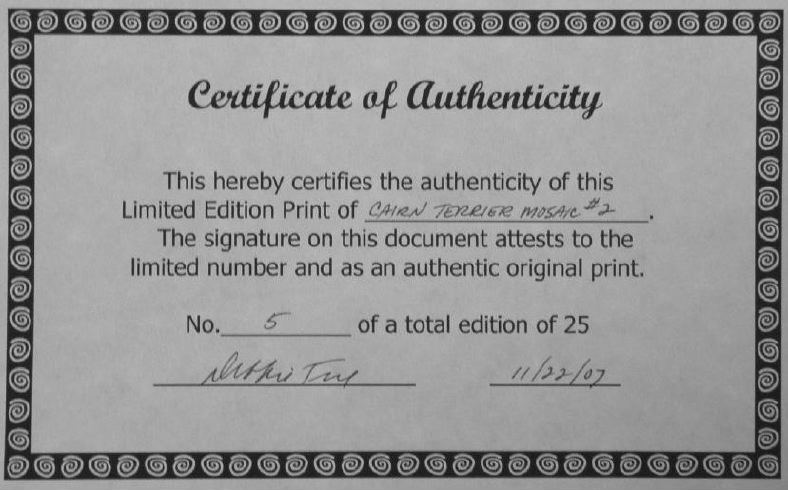 Certificate of Authenticity
This hereby certifies the authenticity of this
Limited Edition Print of CAIRN TERRIER MOSAIC #2.
The signature on this document attests to the
limited number and as an authentic original print.
No. 5 of a total edition of 25
11/22/07